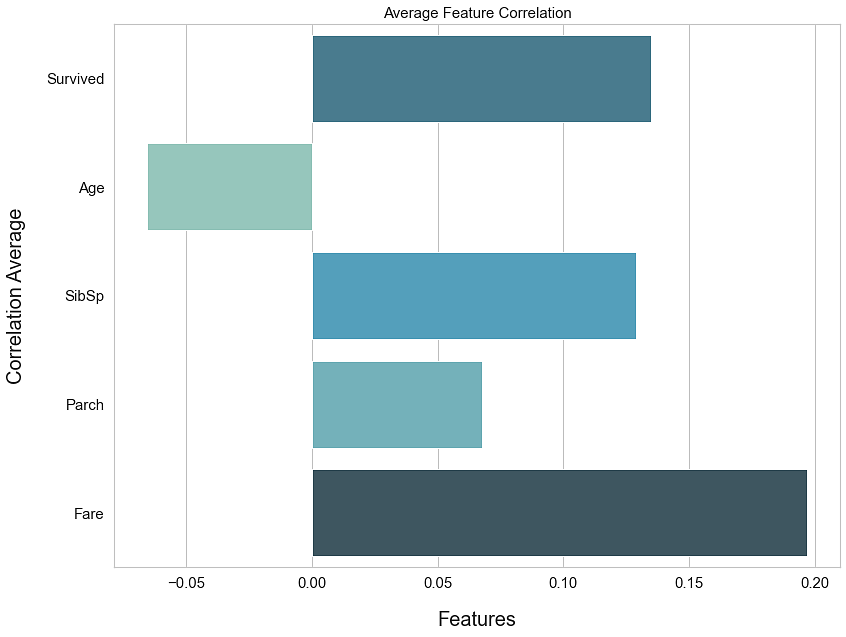 Average Feature Correlation
Correlation Average
Survived
Age
SibSp
Parch
Fare
−0.05 0.00 0.05 0.10 0.15 0.20
Features